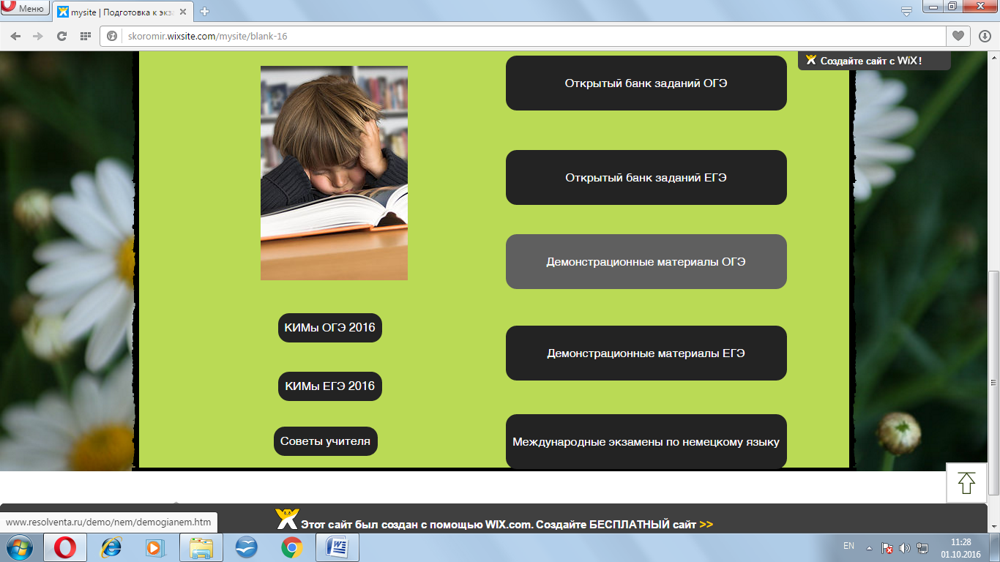 Меню
mysite | Подготовка к экз
skoromir.wixsite.com/mysite/blank-16
Создайте сайт с WiX!
Открытый банк заданий ОГЭ
Открытый банк заданий ЕГЭ
Демонстрационные материалы ОГЭ
КИМы ОГЭ 2016
Демонстрационные материалы ЕГЭ
КИМы ЕГЭ 2016
Советы учителя
Международные экзамены по немецкому языку
www.resolventa.ru/demo/nem/demogianem.htm
Этот сайт был создан с помощью WIX.com. Создайте БЕСПЛАТНЫЙ сайт >>
EN
11:28
01.10.2016